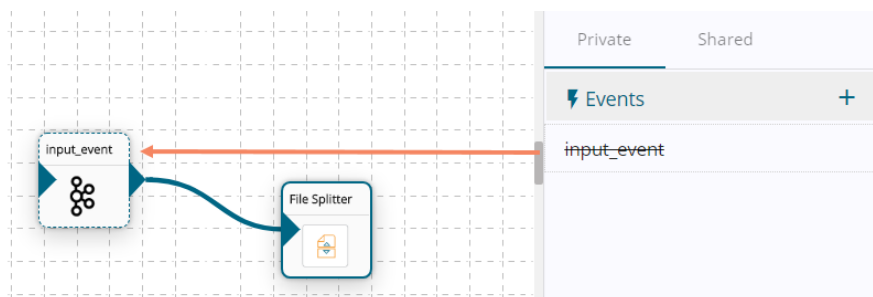 Private Shared
Events +
input_event
input_event
File Splitter